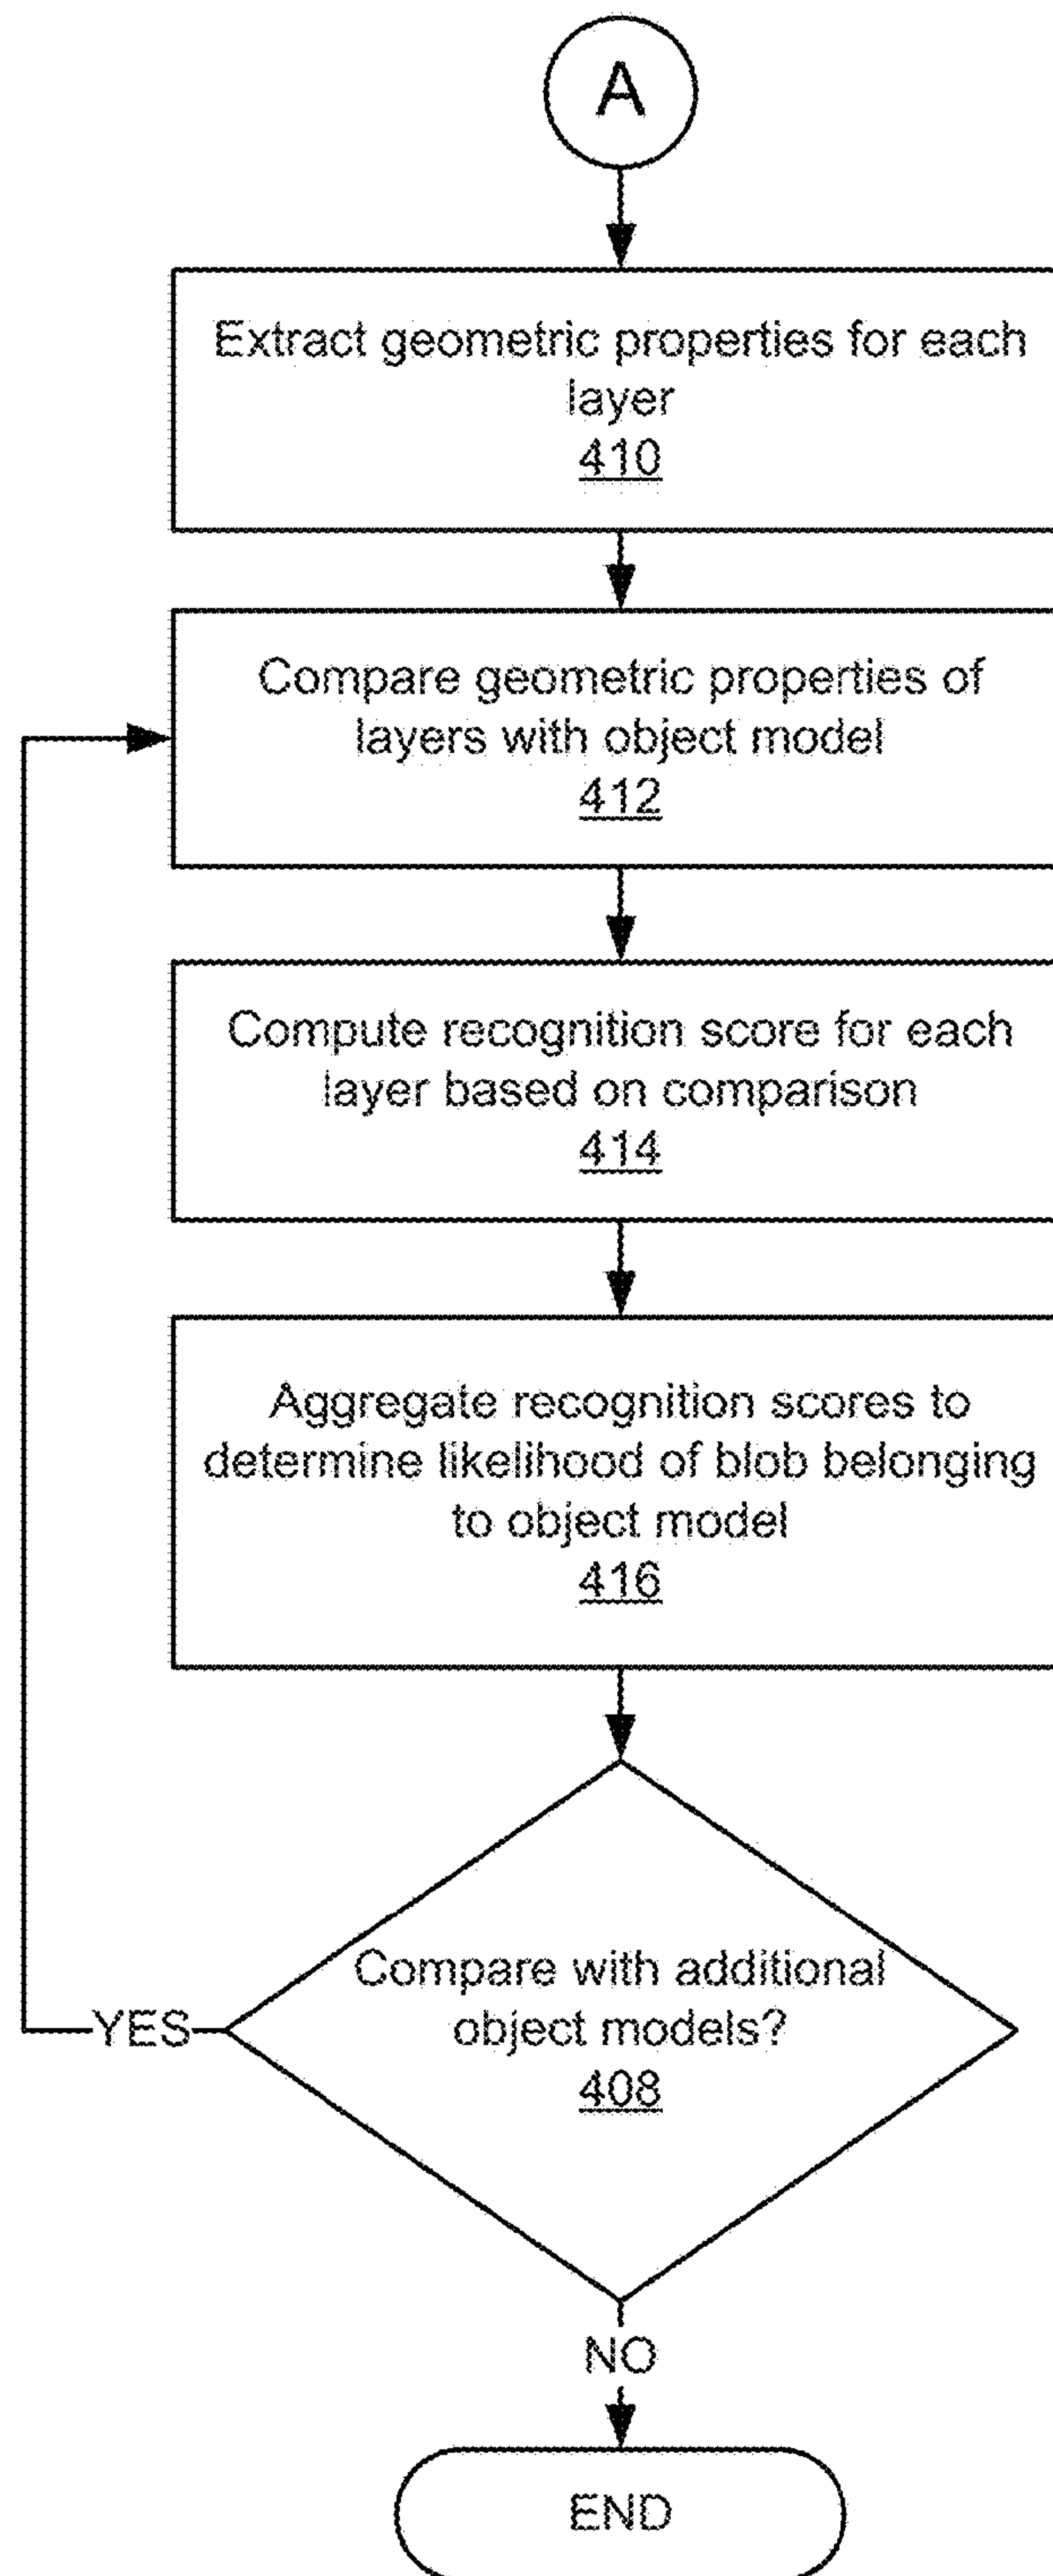 A
Extract geometric properties for each
layer
410
Compare geometric properties of
layers with object model
412
Compute recognition score for each
layer based on comparison
414
Aggregate recognition scores to
determine likelihood of blob belonging
to object model
416
Compare with additional
object models?
408
YES
NO
END